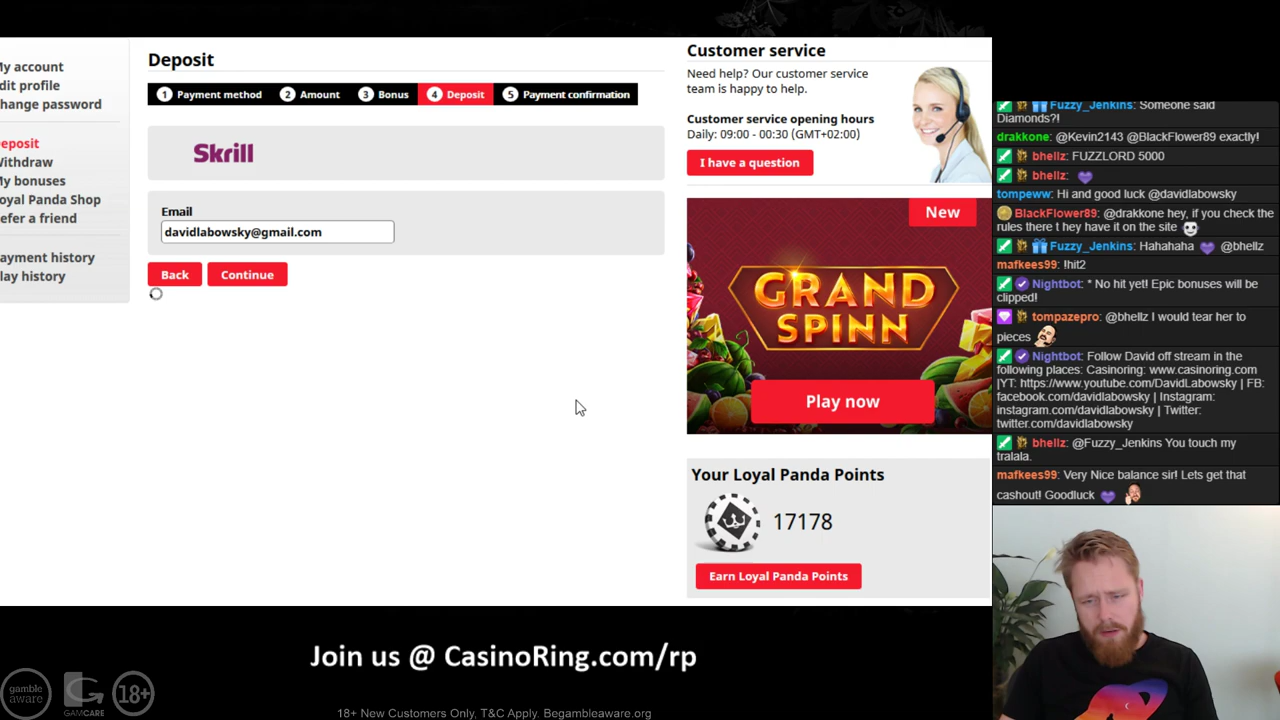 My account
dit profile
hange password
Deposit
Withdraw
My bonuses
oyal Panda Shop
efer a friend
ayment history
lay history
Deposit
1 Payment method
2 Amount
3 Bonus
4 Deposit
5 Payment confirmation
Skrill
Email
davidlabowsky@gmail.com
Back
Continue
Customer service
Need help? Our customer service
team is happy to help.
Customer service opening hours
Daily: 09:00 - 00:30 (GMT+02:00)
I have a question
New
GRAND
SPINN
Play now
Your Loyal Panda Points
17178
Earn Loyal Panda Points
Fuzzy_Jenkins: Someone said
Diamonds?!
drakkone: @Kevin2143 @BlackFlower89 exactly!
bhellz: FUZZLORD 5000
bhellz:
tompeww: Hi and good luck @davidlabowsky
BlackFlower89: @drakkone hey, if you check the
rules there t hey have it on the site
Fuzzy_Jenkins: Hahahaha @bhellz
mafkees99: !hit2
Nightbot: * No hit yet! Epic bonuses will be
clipped!
tompazepro: @bhellz I would tear her to
pieces
Nightbot: Follow David off stream in the
following places: Casinoring: www.casinoring.com
|YT: https://www.youtube.com/DavidLabowsky | FB:
facebook.com/davidlabowsky | Instagram:
instagram.com/davidlabowsky | Twitter:
twitter.com/davidlabowsky
bhellz: @Fuzzy_Jenkins You touch my
tralala.
mafkees99: Very Nice balance sir! Lets get that
cashout! Goodluck
Join us @ CasinoRing.com/rp
gamble
aware
GAMCARE
18+
18+ New Customers Only, T&C Apply. Begambleaware.org